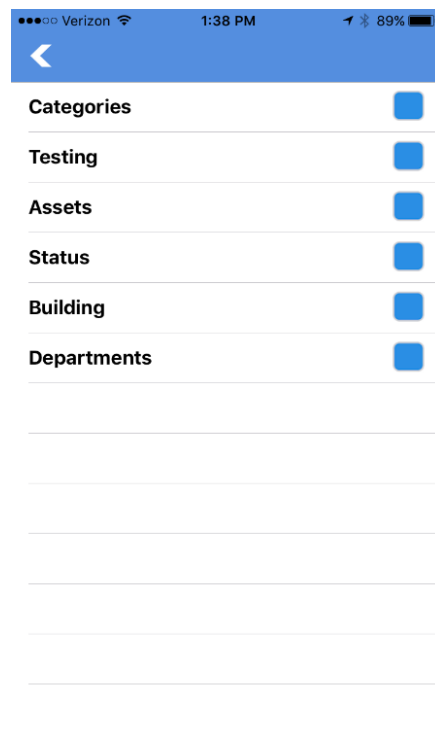 Verizon 1:38 PM 89%
Categories
Testing
Assets
Status
Building
Departments